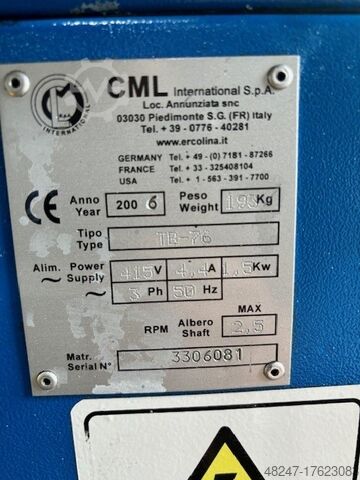 CML International S.p.A.
Loc. Annunziata snc
03030 Piedimonte S.G. (FR) Italy
Tel. + 39 - 0776 - 40281
www.ercolina.it
INTERNATIONAL
GERMANY Tel. + 49 - (0) 7181 - 87266
FRANCE Tel. + 33 - 325408104
USA Tel. + 1 - 563 - 391 - 7700
CE Anno Year 2006 Peso Weight 195 Kg
Tipo Type TB-76
Alim. Power Supply 415 V 4,4 A 1,5 Kw
~ ~ 3 Ph 50 Hz
MAX
RPM Albero Shaft 2,5
Matr. Serial N° 3306081
48247-17623083